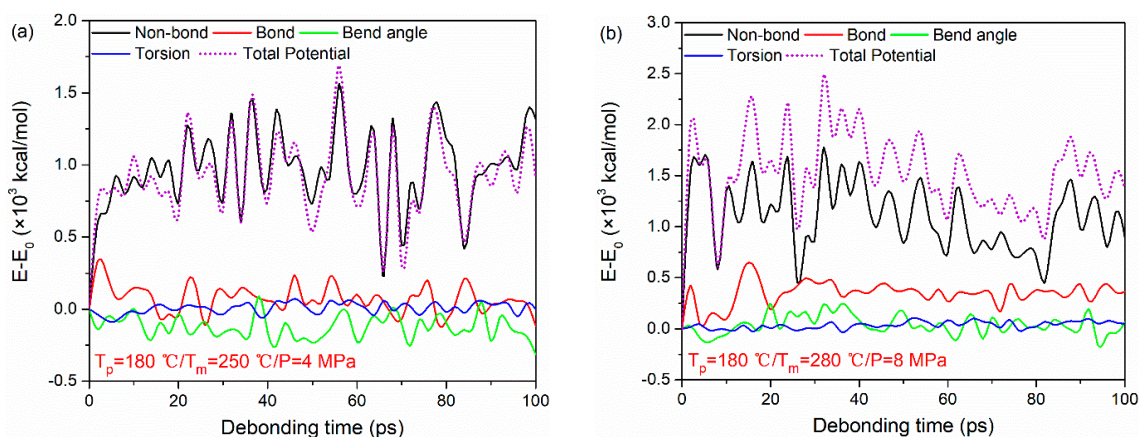 (a)
Non-bond Bond Bend angle
Torsion Total Potential
2.0
1.5
1.0
0.5
0.0
-0.5
E-E₀ (×10³ kcal/mol)
Tₚ=180 ℃/Tₘ=250 ℃/P=4 MPa
0 20 40 60 80 100
Debonding time (ps)
(b)
Non-bond Bond Bend angle
Torsion Total Potential
3.0
2.5
2.0
1.5
1.0
0.5
0.0
-0.5
E-E₀ (×10³ kcal/mol)
Tₚ=180 ℃/Tₘ=280 ℃/P=8 MPa
0 20 40 60 80 100
Debonding time (ps)